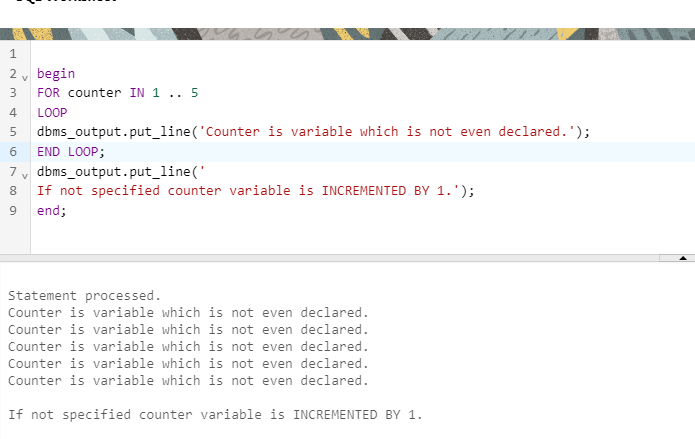 1
2 begin
3 FOR counter IN 1 .. 5
4 LOOP
5 dbms_output.put_line('Counter is variable which is not even declared.');
6 END LOOP;
7 dbms_output.put_line('
8 If not specified counter variable is INCREMENTED BY 1.');
9 end;
Statement processed.
Counter is variable which is not even declared.
Counter is variable which is not even declared.
Counter is variable which is not even declared.
Counter is variable which is not even declared.
Counter is variable which is not even declared.
If not specified counter variable is INCREMENTED BY 1.